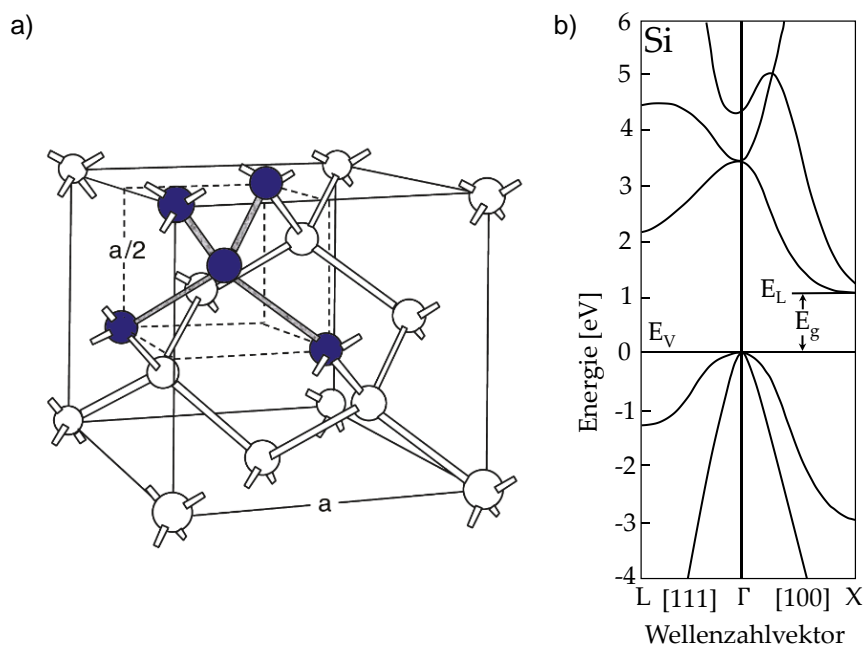 a)
a/2
a
b)
Si
6
5
4
3
2
1
0
-1
-2
-3
-4
Energie [eV]
E_L
E_g
E_V
L [111] Γ [100] X
Wellenzahlvektor